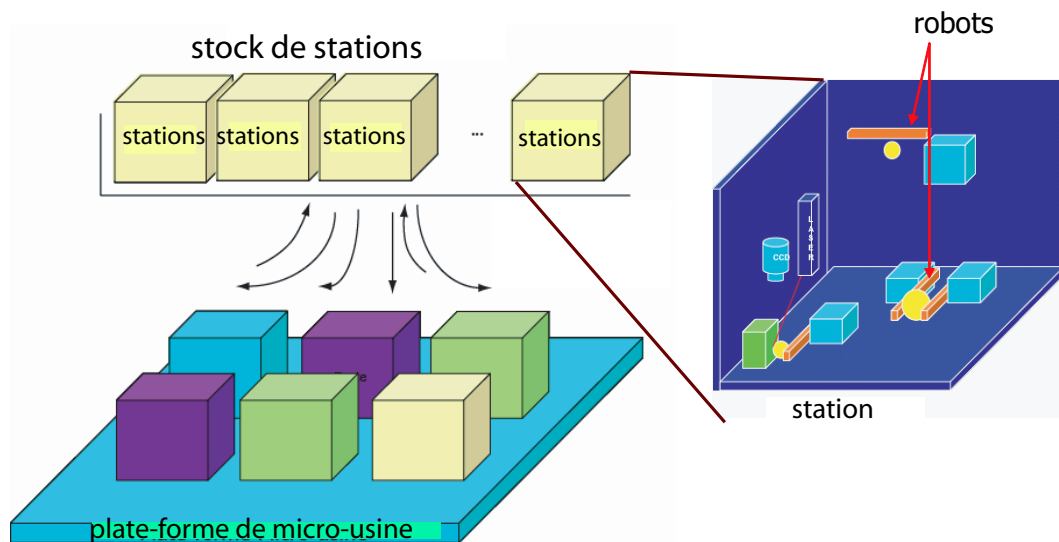 robots
stock de stations
stations
stations
stations
...
stations
LASER
CCD
station
plate-forme de micro-usine